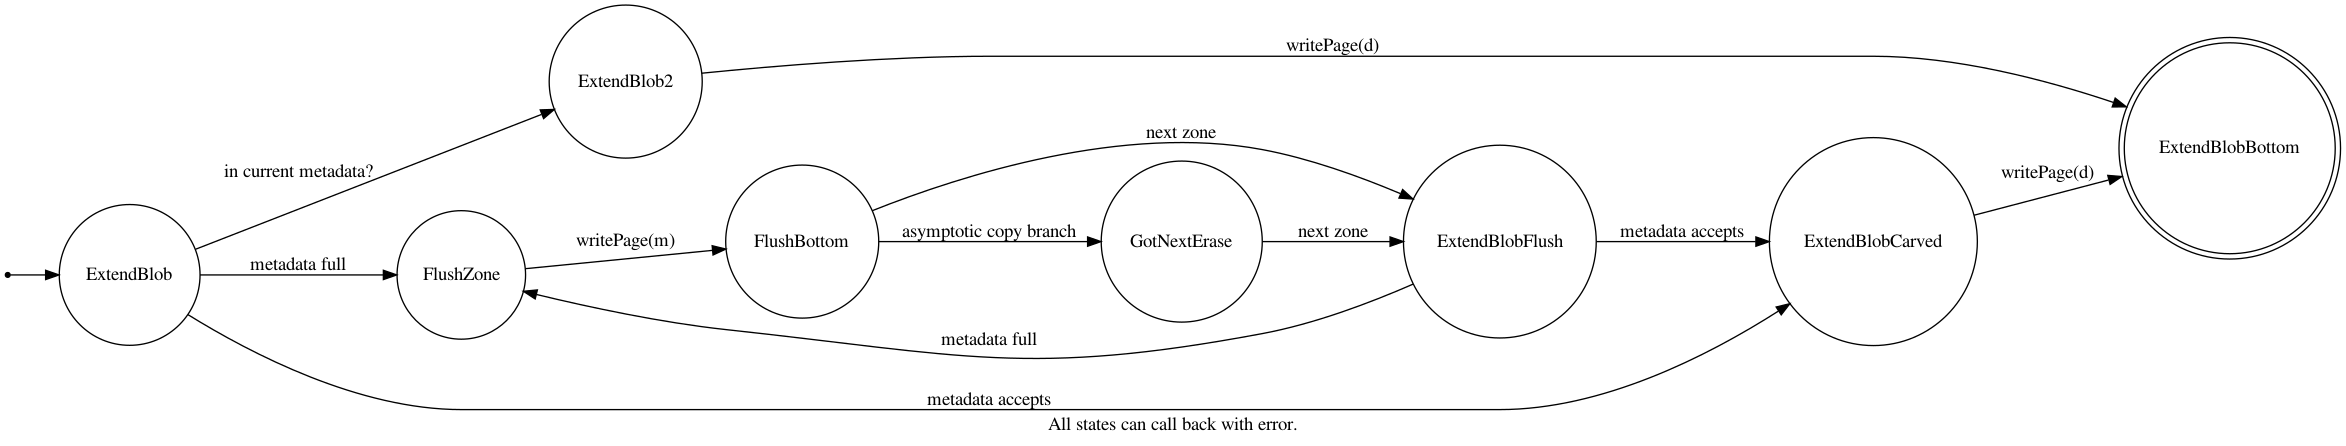 writePage(d)
ExtendBlob2
next zone
ExtendBlobBottom
in current metadata?
writePage(d)
writePage(m)
FlushBottom
asymptotic copy branch
GotNextErase
next zone
ExtendBlobFlush
metadata accepts
ExtendBlobCarved
ExtendBlob
metadata full
FlushZone
metadata full
metadata accepts
All states can call back with error.